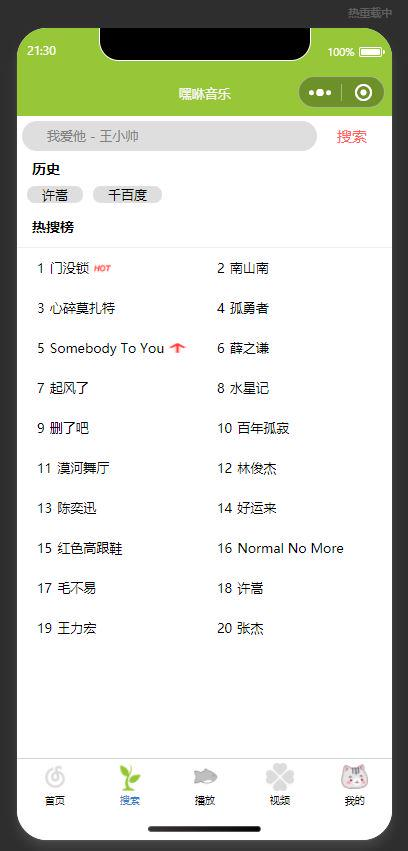 热重载中
21:30
100%
嘿咻音乐
我爱他 - 王小帅 搜索
历史
许嵩 千百度
热搜榜
1 门没锁 HOT 2 南山南
3 心碎莫扎特 4 孤勇者
5 Somebody To You 6 薛之谦
7 起风了 8 水星记
9 删了吧 10 百年孤寂
11 漠河舞厅 12 林俊杰
13 陈奕迅 14 好运来
15 红色高跟鞋 16 Normal No More
17 毛不易 18 许嵩
19 王力宏 20 张杰
首页 搜索 播放 视频 我的